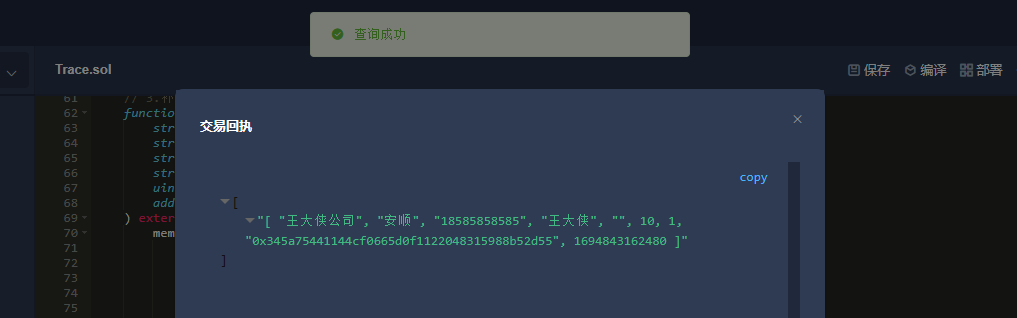 查询成功
Trace.sol
保存 编译 部署
61 // 3.
62 function
交易回执
63 str
64 str
65 str
copy
66 str
67 uin
[
68 add
"[ "王大侠公司", "安顺", "18585858585", "王大侠", "", 10, 1,
69 ) exter
70 mem
"0x345a75441144cf0665d0f1122048315988b52d55", 1694843162480 ]"
71
]
72
73
74
75